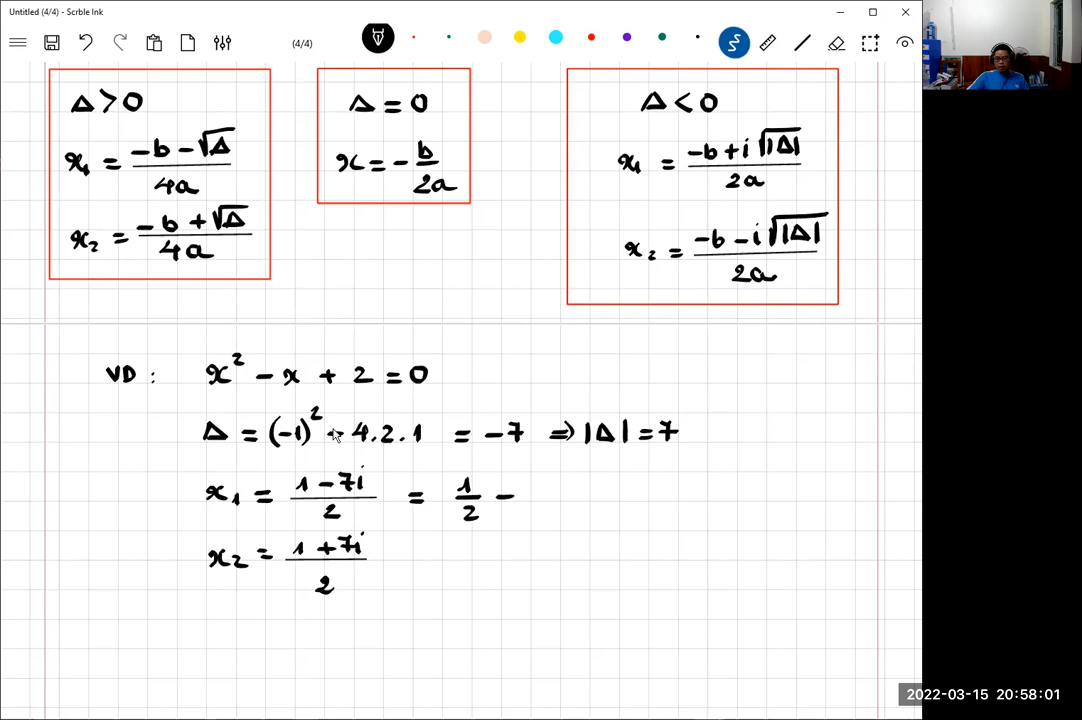 Untitled (4/4) - Scrble Ink
(4/4)
Δ > 0
x₁ = (-b - √Δ)/4a
x₂ = (-b + √Δ)/4a
Δ = 0
x = - b/2a
Δ < 0
x₁ = (-b + i√|Δ|)/2a
x₂ = (-b - i√|Δ|)/2a
VD : x² - x + 2 = 0
Δ = (-1)² - 4.2.1 = -7 => |Δ| = 7
x₁ = (1 - 7i)/2 = 1/2 -
x₂ = (1 + 7i)/2
2022-03-15 20:58:01